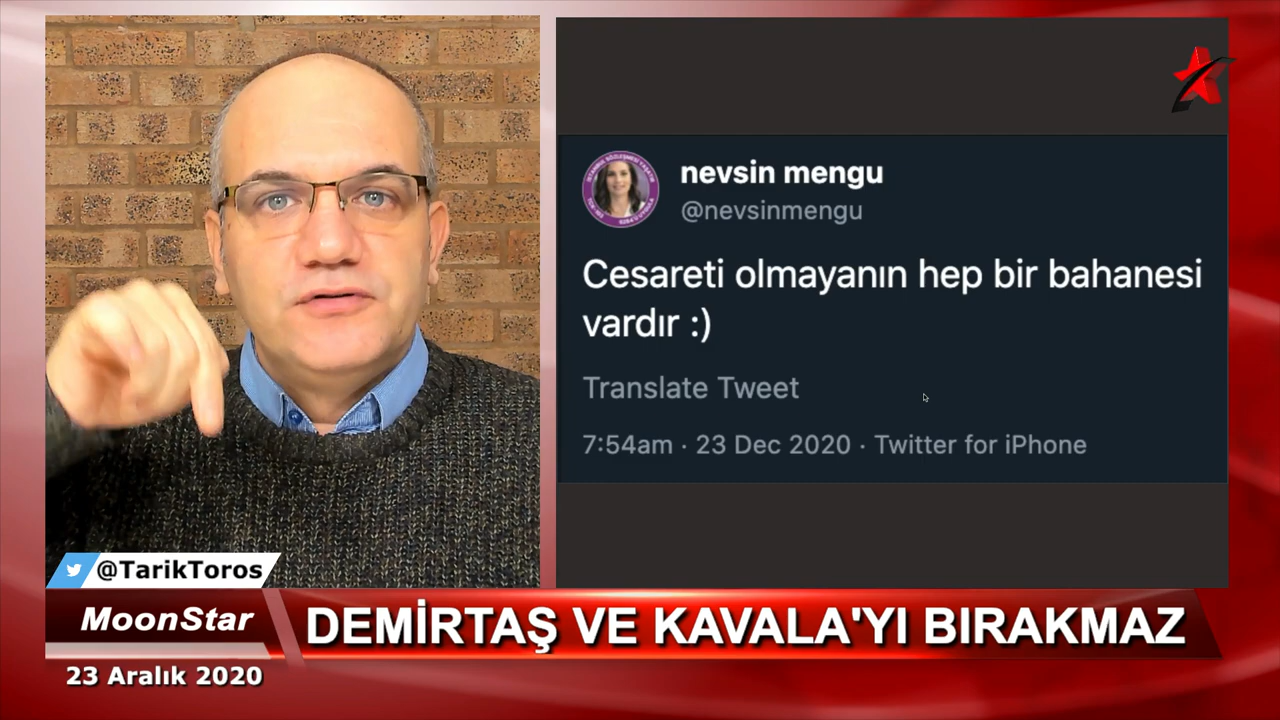 nevsin mengu
@nevsinmengu
Cesareti olmayanın hep bir bahanesi
vardır :)
Translate Tweet
7:54am · 23 Dec 2020 · Twitter for iPhone
@TarikToros
MoonStar
DEMİRTAŞ VE KAVALA'YI BIRAKMAZ
23 Aralık 2020